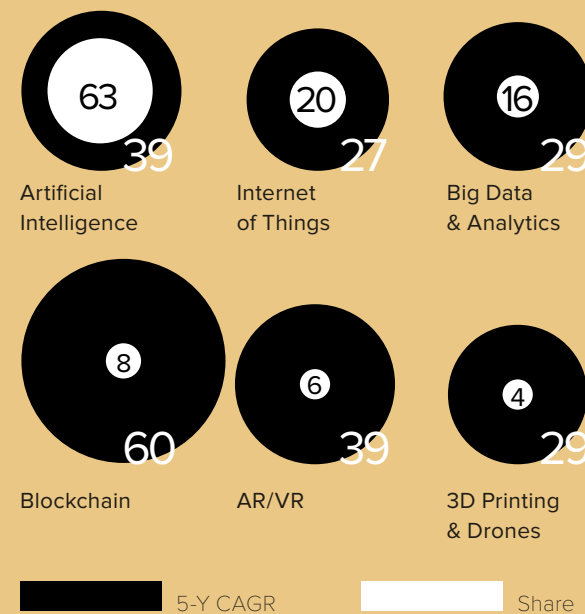 63
39
Artificial
Intelligence
20
27
Internet
of Things
16
29
Big Data
& Analytics
8
60
Blockchain
6
39
AR/VR
4
29
3D Printing
& Drones
5-Y CAGR
Share